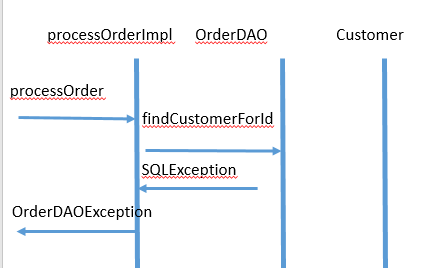 processOrderImpl OrderDAO Customer
processOrder
findCustomerForId
SQLException
OrderDAOException